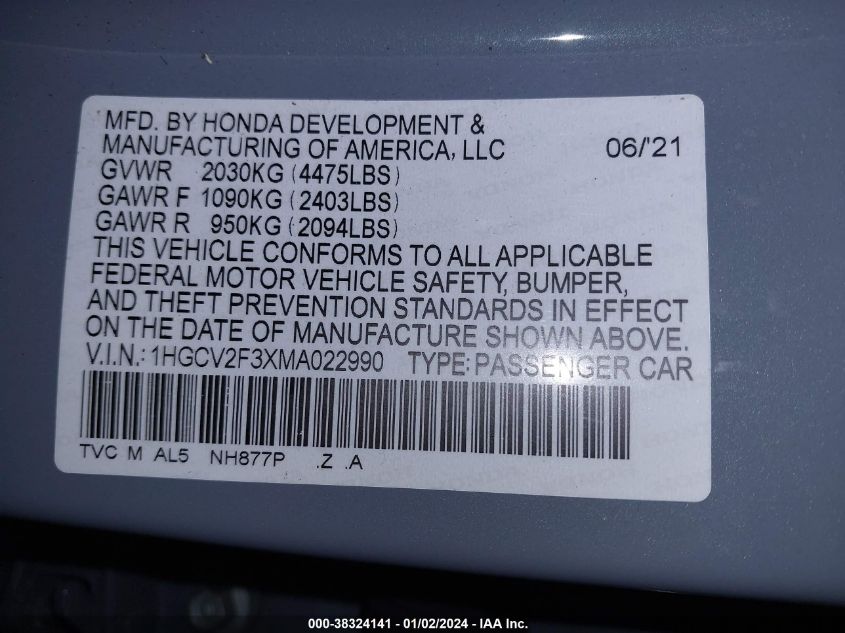 MFD. BY HONDA DEVELOPMENT &
MANUFACTURING OF AMERICA, LLC 06/'21
GVWR 2030KG (4475LBS)
GAWR F 1090KG (2403LBS)
GAWR R 950KG (2094LBS)
THIS VEHICLE CONFORMS TO ALL APPLICABLE
FEDERAL MOTOR VEHICLE SAFETY, BUMPER,
AND THEFT PREVENTION STANDARDS IN EFFECT
ON THE DATE OF MANUFACTURE SHOWN ABOVE.
V.I.N.: 1HGCV2F3XMA022990 TYPE: PASSENGER CAR
TVC M AL5 NH877P .Z .A
000-38324141 - 01/02/2024 - IAA Inc.